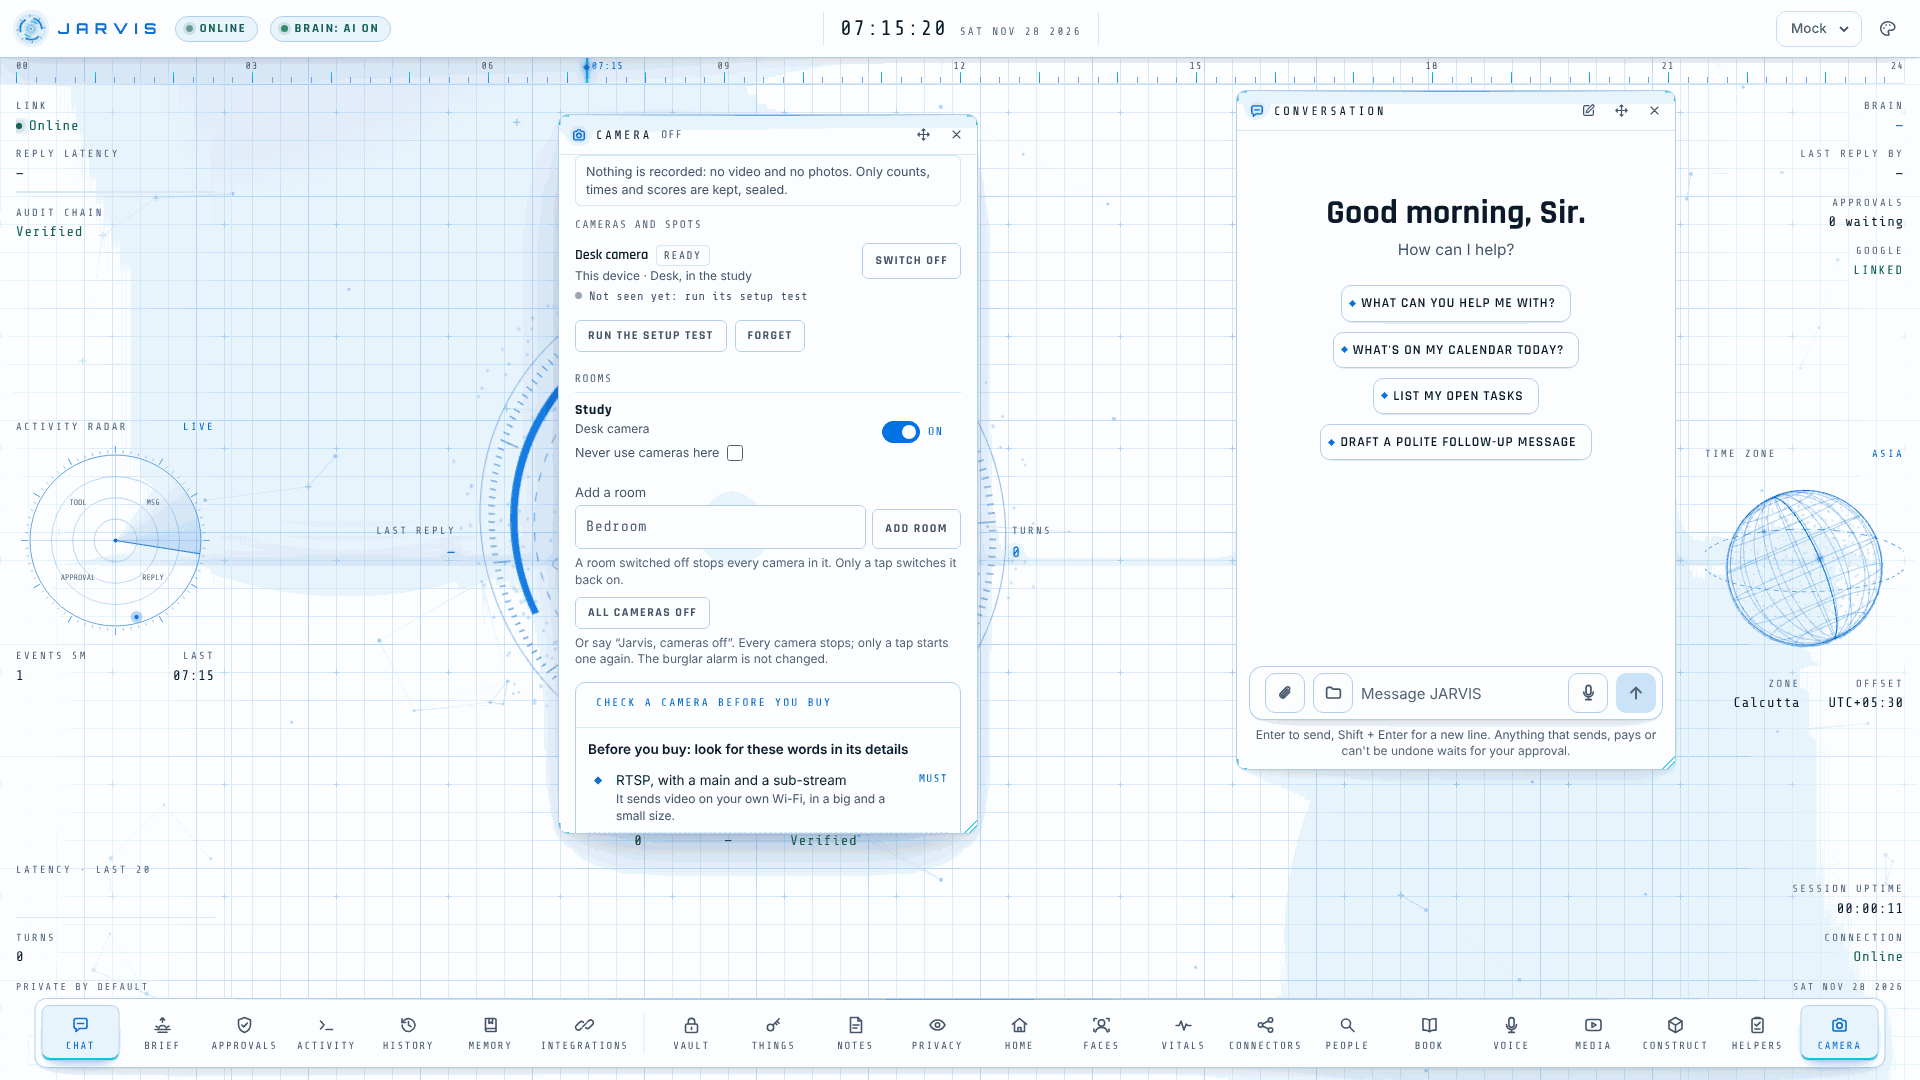 JARVIS
ONLINE
BRAIN: AI ON
07:15:20 SAT NOV 28 2026
Mock
00 03 06 07:15 09 12 15 18 21 24
LINK
Online
REPLY LATENCY
—
AUDIT CHAIN
Verified
ACTIVITY RADAR LIVE
TOOL MSG
APPROVAL REPLY
EVENTS 5M LAST
1 07:15
LATENCY · LAST 20
TURNS
0
PRIVATE BY DEFAULT
LAST REPLY
—
TURNS
0
0 — Verified
CAMERA OFF
Nothing is recorded: no video and no photos. Only counts,
times and scores are kept, sealed.
CAMERAS AND SPOTS
Desk camera READY
SWITCH OFF
This device · Desk, in the study
Not seen yet: run its setup test
RUN THE SETUP TEST
FORGET
ROOMS
Study
Desk camera
ON
Never use cameras here
Add a room
Bedroom
ADD ROOM
A room switched off stops every camera in it. Only a tap switches it
back on.
ALL CAMERAS OFF
Or say “Jarvis, cameras off”. Every camera stops; only a tap starts
one again. The burglar alarm is not changed.
CHECK A CAMERA BEFORE YOU BUY
Before you buy: look for these words in its details
RTSP, with a main and a sub-stream MUST
It sends video on your own Wi-Fi, in a big and a
small size.
CONVERSATION
Good morning, Sir.
How can I help?
WHAT CAN YOU HELP ME WITH?
WHAT'S ON MY CALENDAR TODAY?
LIST MY OPEN TASKS
DRAFT A POLITE FOLLOW-UP MESSAGE
Message JARVIS
Enter to send, Shift + Enter for a new line. Anything that sends, pays or
can't be undone waits for your approval.
BRAIN
—
LAST REPLY BY
—
APPROVALS
0 waiting
GOOGLE
LINKED
TIME ZONE ASIA
ZONE OFFSET
Calcutta UTC+05:30
SESSION UPTIME
00:00:11
CONNECTION
Online
SAT NOV 28 2026
CHAT
BRIEF
APPROVALS
ACTIVITY
HISTORY
MEMORY
INTEGRATIONS
VAULT
THINGS
NOTES
PRIVACY
HOME
FACES
VITALS
CONNECTORS
PEOPLE
BOOK
VOICE
MEDIA
CONSTRUCT
HELPERS
CAMERA